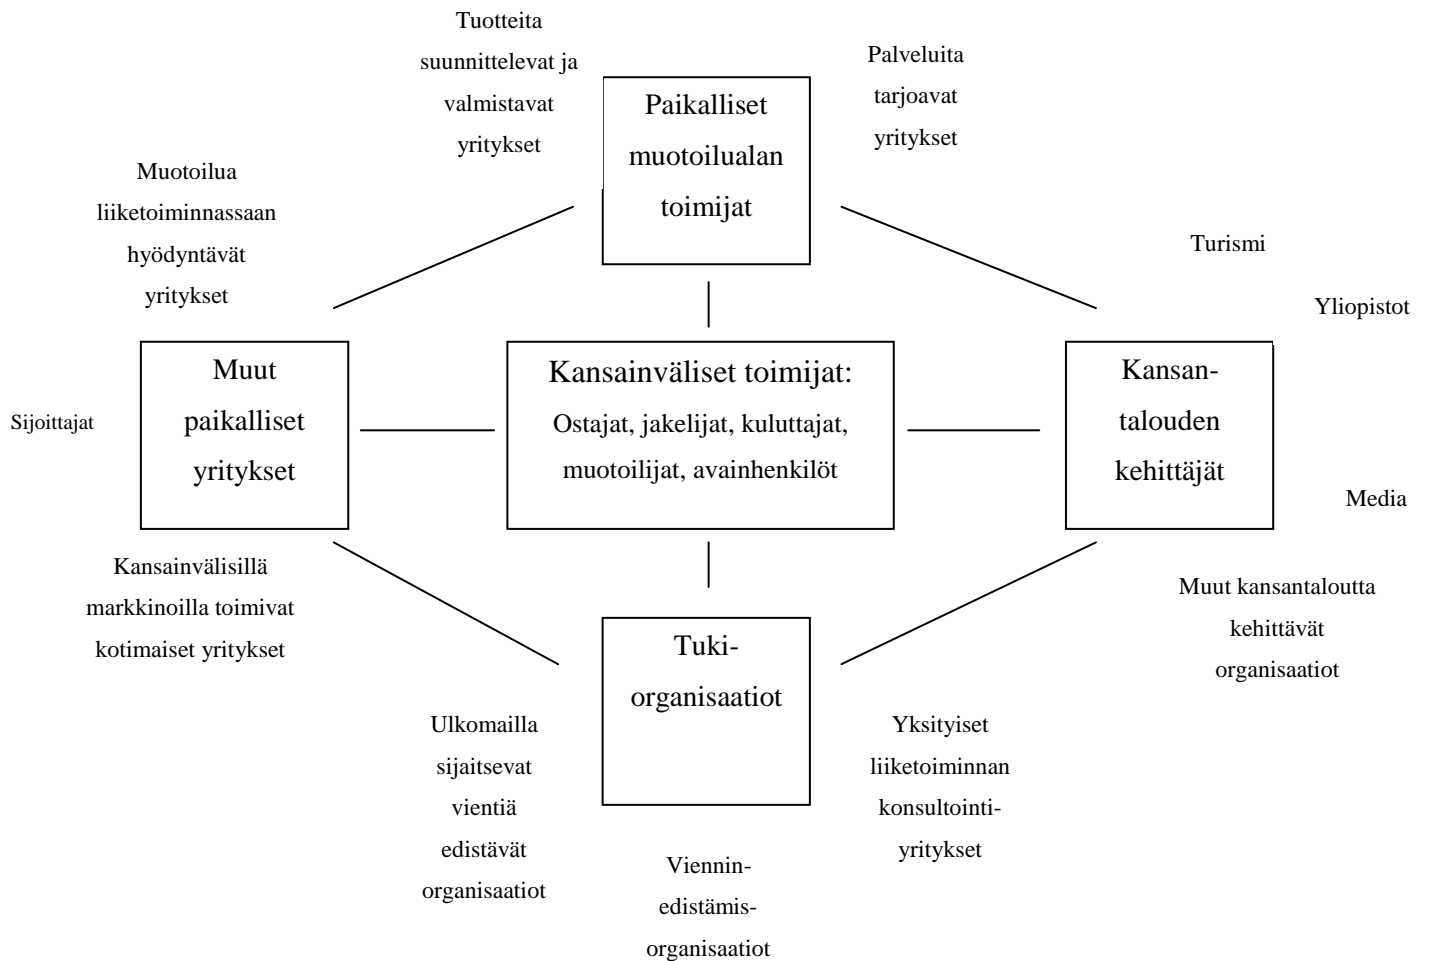 Tuotteita
suunnittelevat ja
valmistavat
yritykset
Paikalliset
muotoilualan
toimijat
Palveluita
tarjoavat
yritykset
Muotoilua
liiketoiminnassaan
hyödyntävät
yritykset
Turismi
Yliopistot
Sijoittajat
Muut
paikalliset
yritykset
Kansainväliset toimijat:
Ostajat, jakelijat, kuluttajat,
muotoilijat, avainhenkilöt
Kansan-
talouden
kehittäjät
Media
Kansainvälisillä
markkinoilla toimivat
kotimaiset yritykset
Muut kansantaloutta
kehittävät
organisaatiot
Tuki-
organisaatiot
Ulkomailla
sijaitsevat
vientiä
edistävät
organisaatiot
Yksityiset
liiketoiminnan
konsultointi-
yritykset
Viennin-
edistämis-
organisaatiot